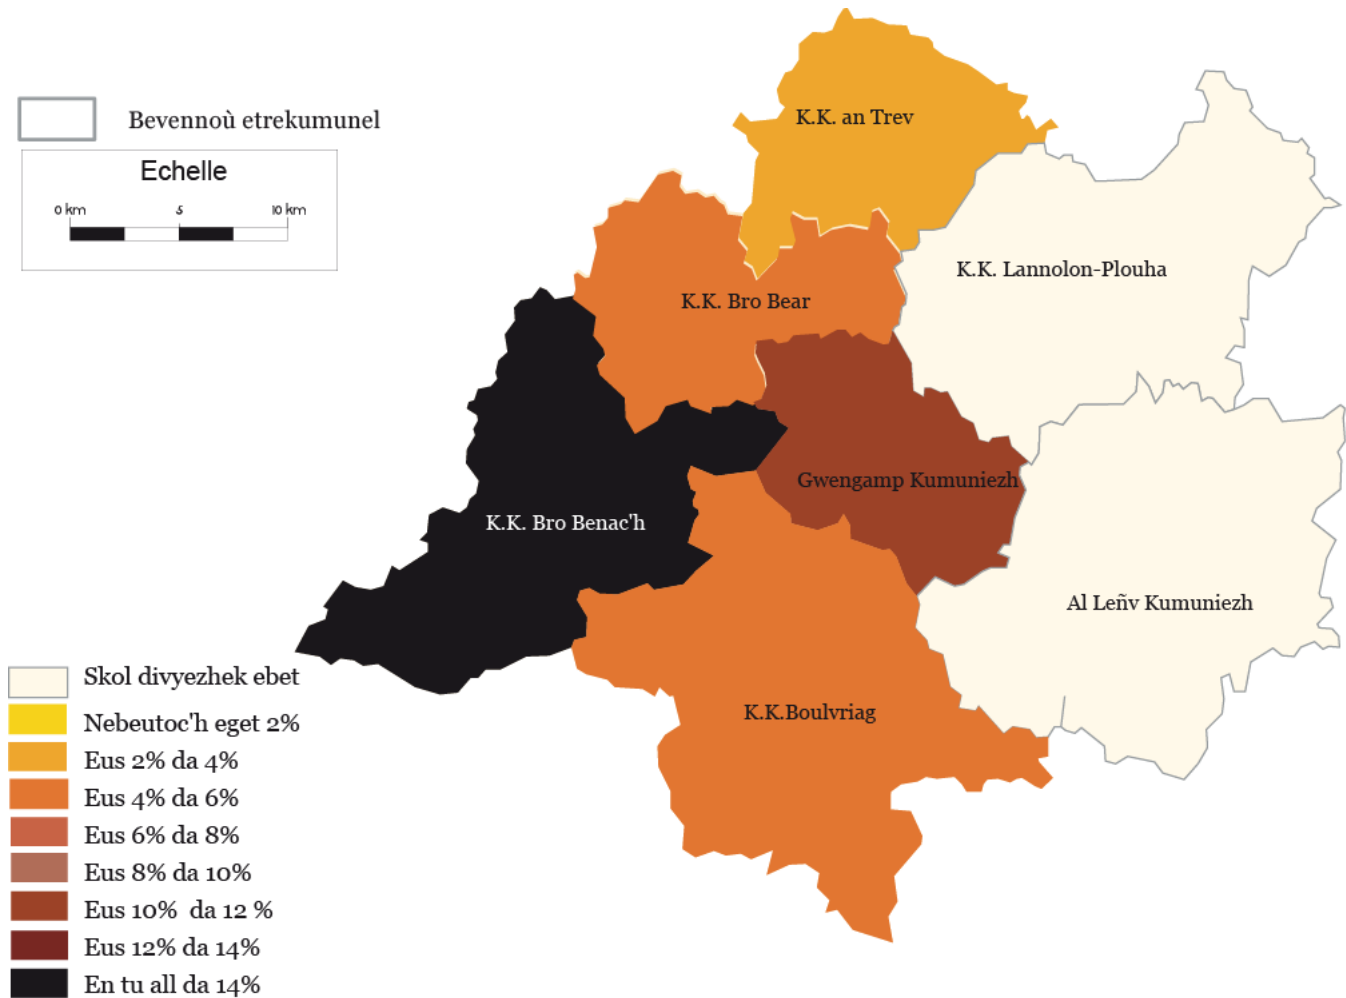 Bevennoù etrekumunel
Echelle
0 km 5 10 km
K.K. an Trev
K.K. Lannolon-Plouha
K.K. Bro Bear
Gwengamp Kumuniezh
K.K. Bro Benac'h
Al Leñv Kumuniezh
K.K.Boulvriag
Skol divyezhek ebet
Nebeutoc'h eget 2%
Eus 2% da 4%
Eus 4% da 6%
Eus 6% da 8%
Eus 8% da 10%
Eus 10% da 12 %
Eus 12% da 14%
En tu all da 14%